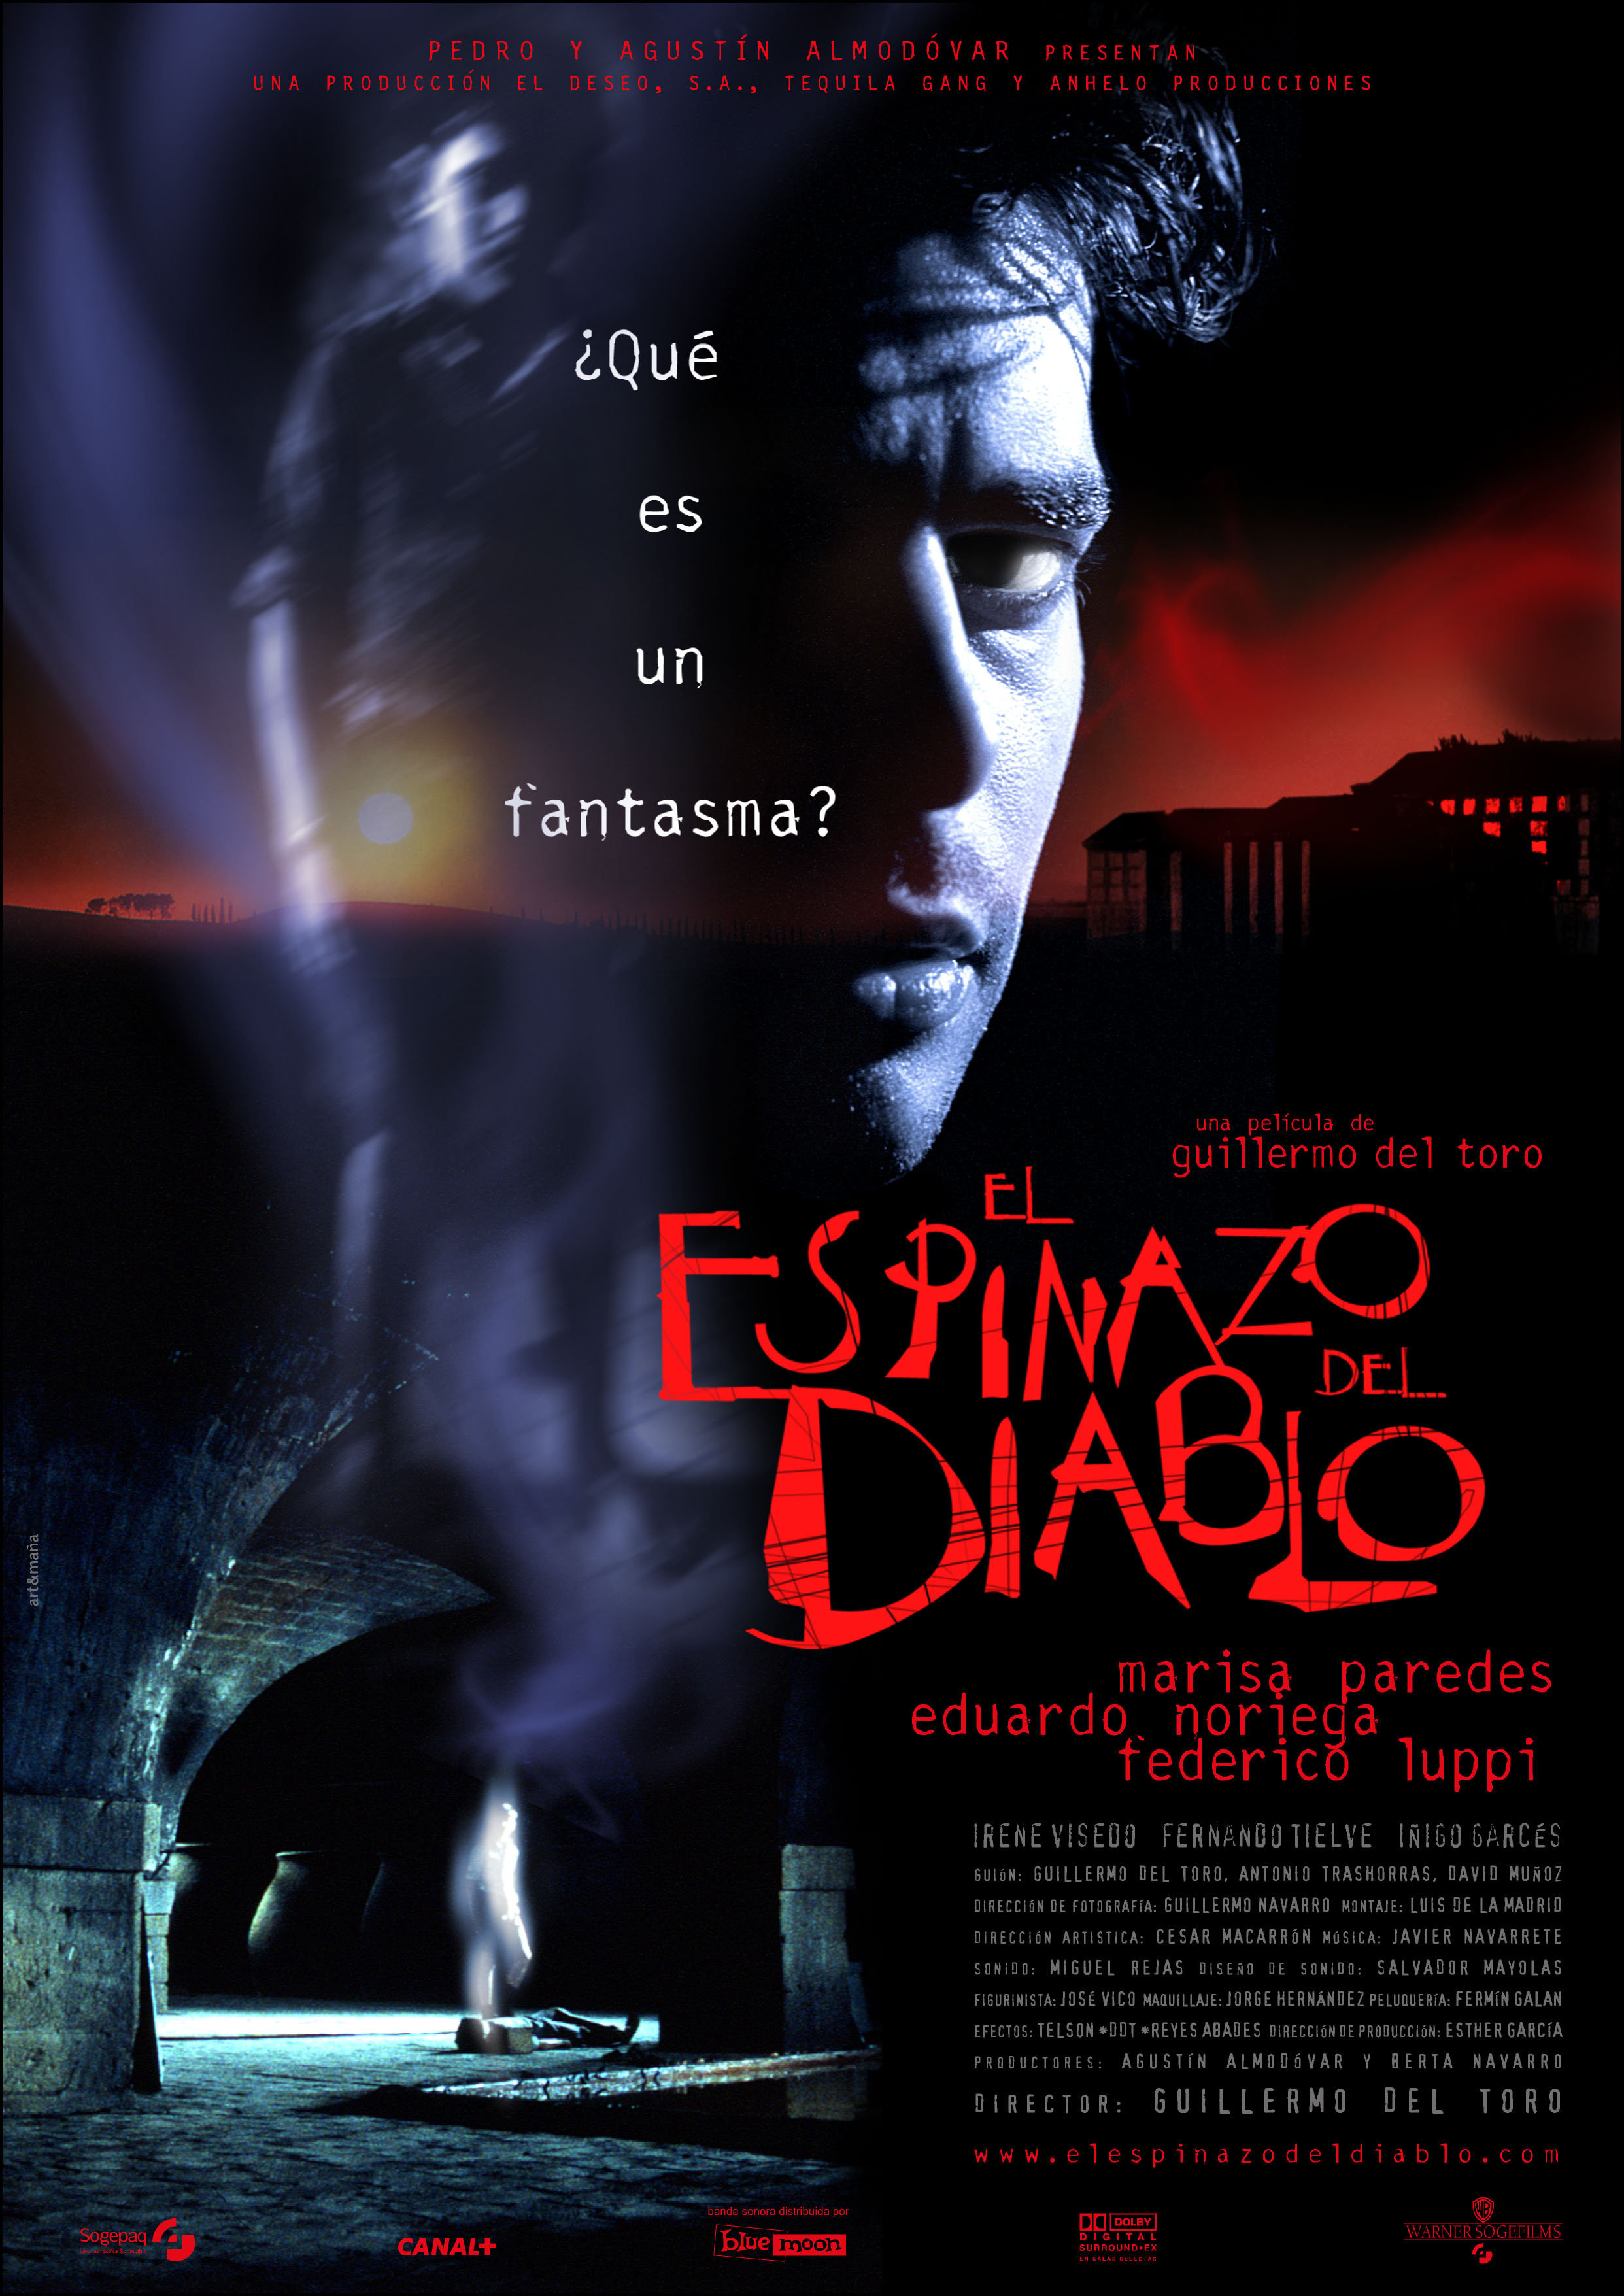 PEDRO Y AGUSTÍN ALMODÓVAR PRESENTAN
UNA PRODUCCIÓN EL DESEO, S.A., TEQUILA GANG Y ANHELO PRODUCCIONES
¿Qué
es
un
fantasma?
una película de
guillermo del toro
EL
ESPINAZO
DEL
DIABLO
marisa paredes
eduardo noriega
federico luppi
IRENE VISEDO FERNANDO TIELVE IÑIGO GARCÉS
GUIÓN: GUILLERMO DEL TORO, ANTONIO TRASHORRAS, DAVID MUÑOZ
DIRECCIÓN DE FOTOGRAFÍA: GUILLERMO NAVARRO MONTAJE: LUIS DE LA MADRID
DIRECCIÓN ARTISTICA: CESAR MACARRÓN MÚSICA: JAVIER NAVARRETE
SONIDO: MIGUEL REJAS DISEÑO DE SONIDO: SALVADOR MAYOLAS
FIGURINISTA: JOSÉ VICO MAQUILLAJE: JORGE HERNÁNDEZ PELUQUERÍA: FERMÍN GALAN
EFECTOS: TELSON *DDT *REYES ABADES DIRECCIÓN DE PRODUCCIÓN: ESTHER GARCÍA
PRODUCTORES: AGUSTÍN ALMODÓVAR Y BERTA NAVARRO
DIRECTOR: GUILLERMO DEL TORO
www.elespinazodeldiablo.com
art&maña
Sogepaq
CANAL+
banda sonora distribuida por
blue moon
DOLBY
DIGITAL
SURROUND•EX
EN SALAS SELECTAS
WB
WARNER SOGEFILMS